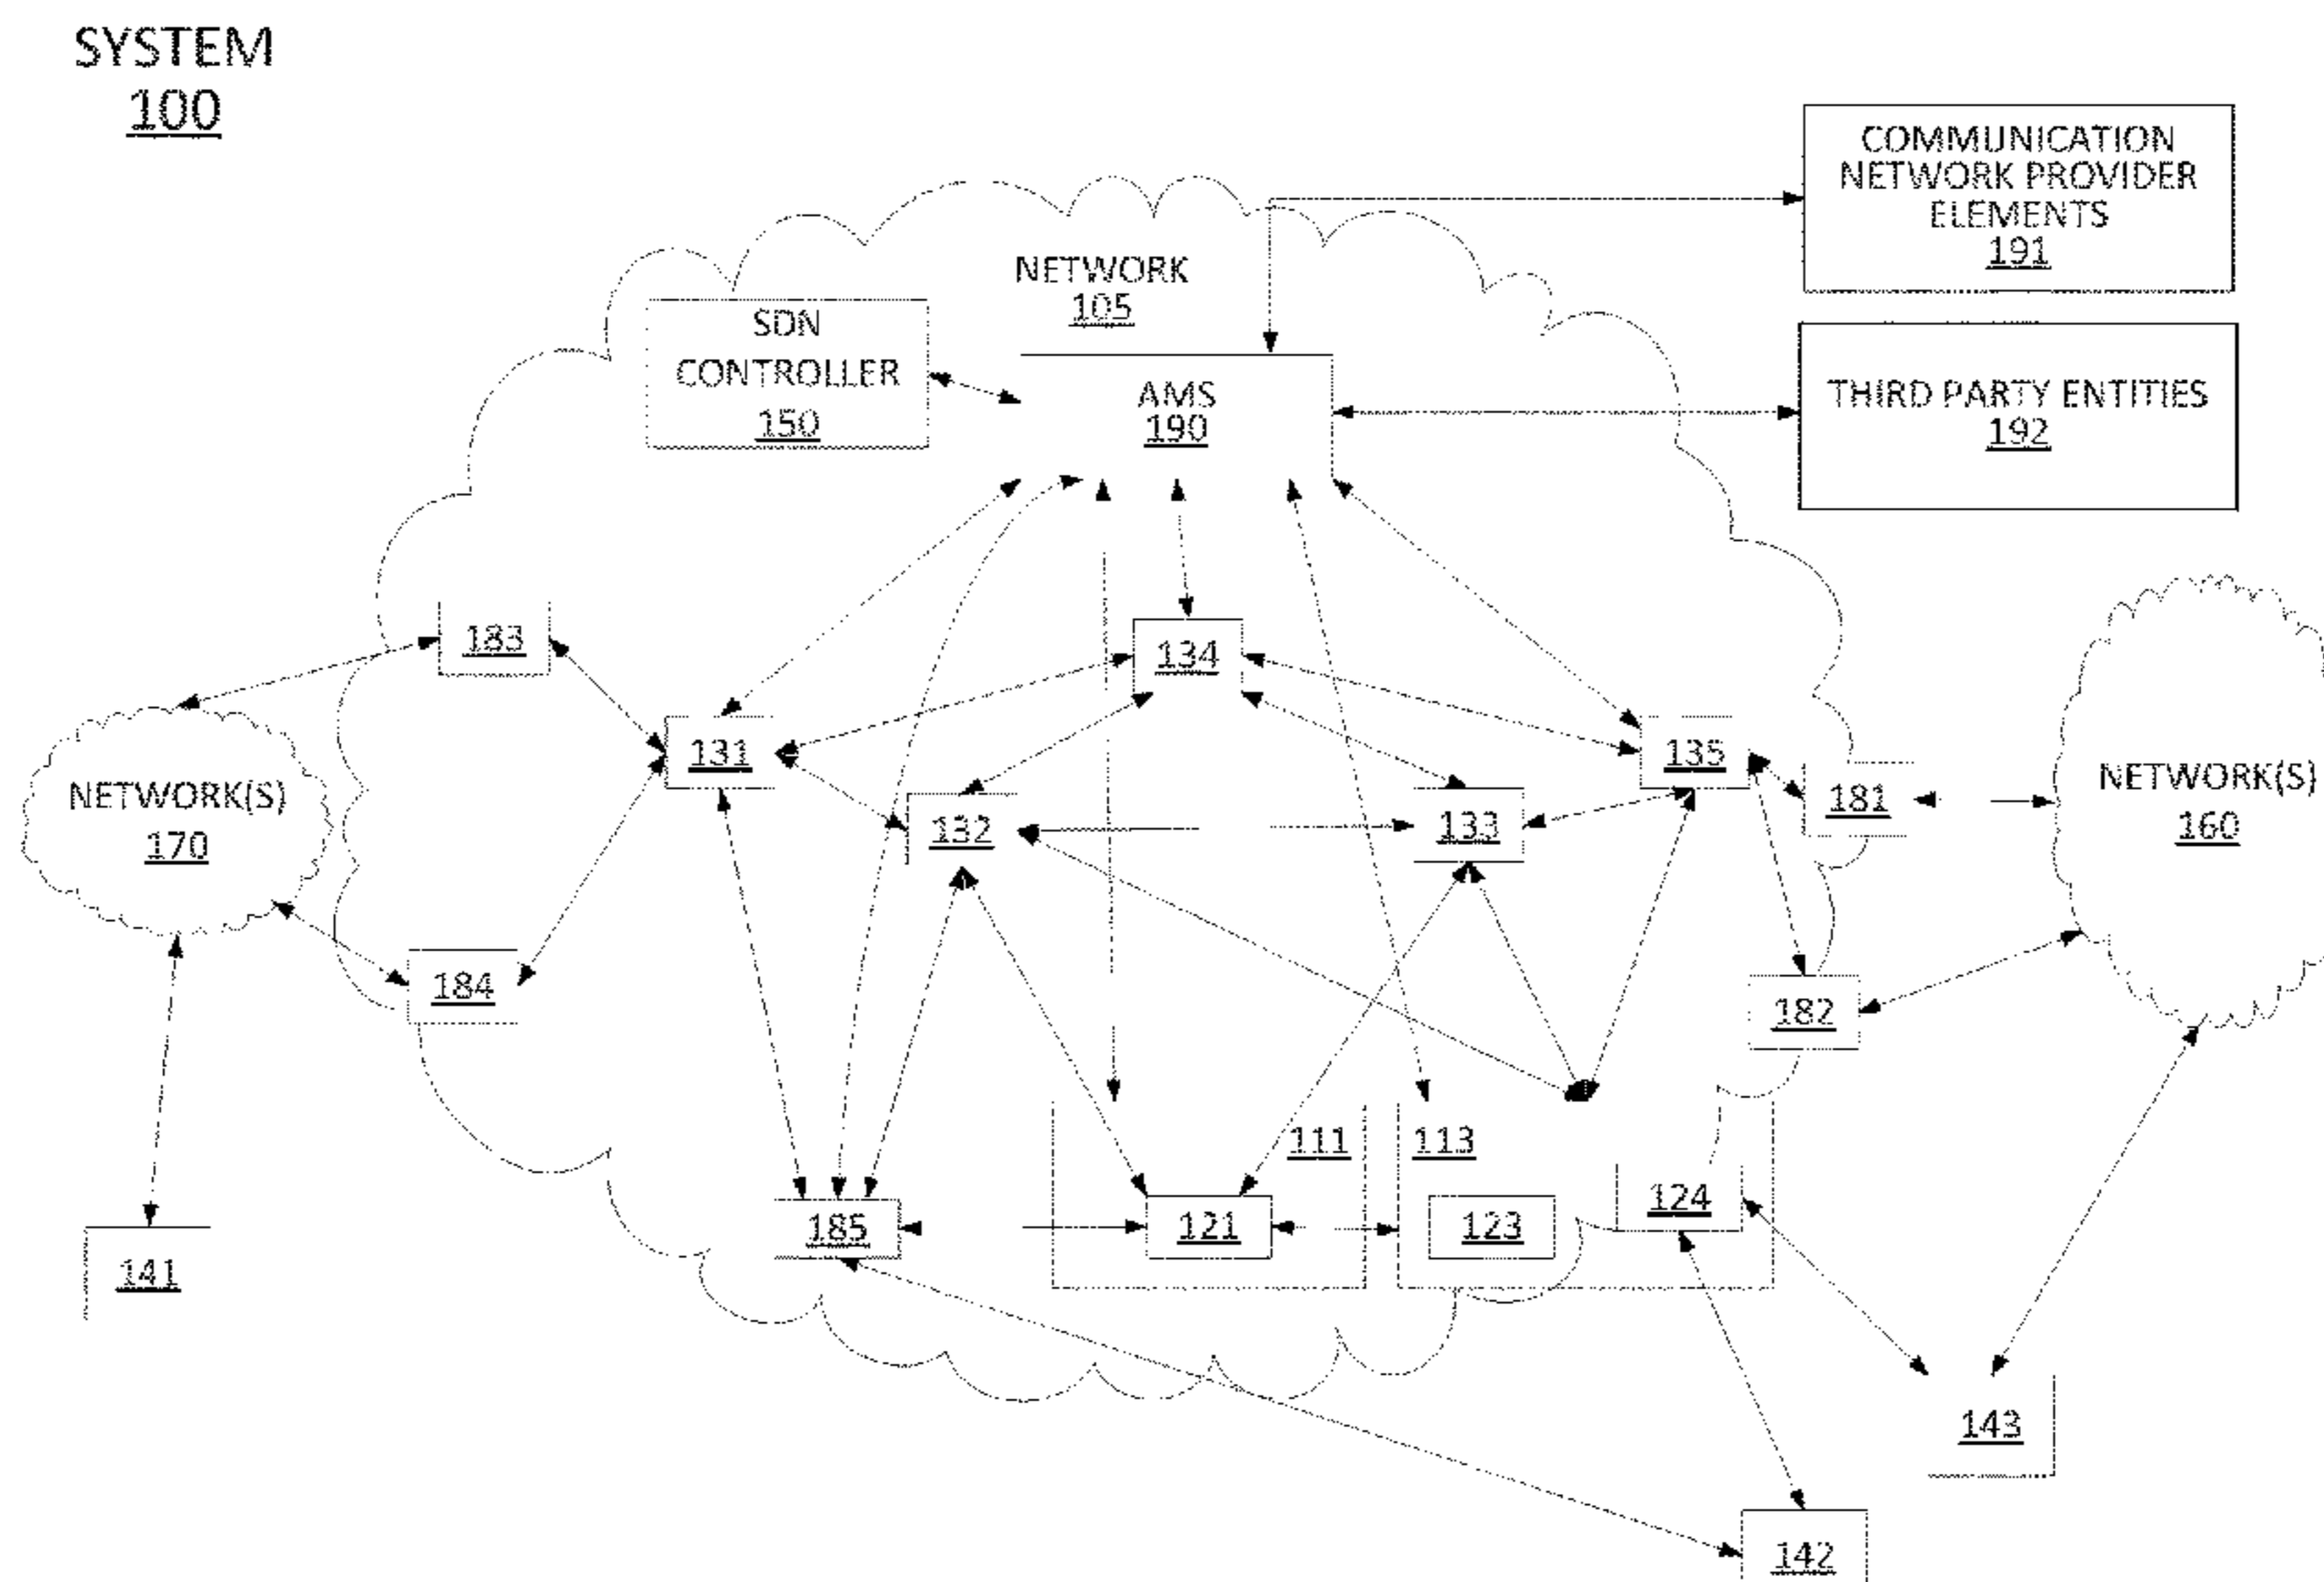 SYSTEM
100
COMMUNICATION
NETWORK PROVIDER
ELEMENTS
191
NETWORK
105
SDN
CONTROLLER
150
AMS
190
THIRD PARTY ENTITIES
192
183
134
131
135
132
133
181
NETWORK(S)
170
NETWORK(S)
160
184
182
111
113
185
121
123
124
141
143
142